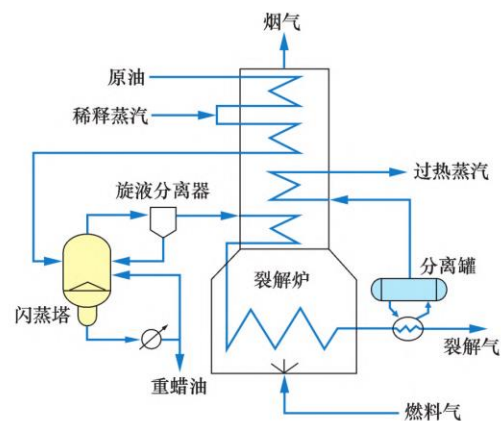 烟气
原油
稀释蒸汽
过热蒸汽
旋液分离器
分离罐
裂解炉
闪蒸塔
裂解气
重蜡油
燃料气